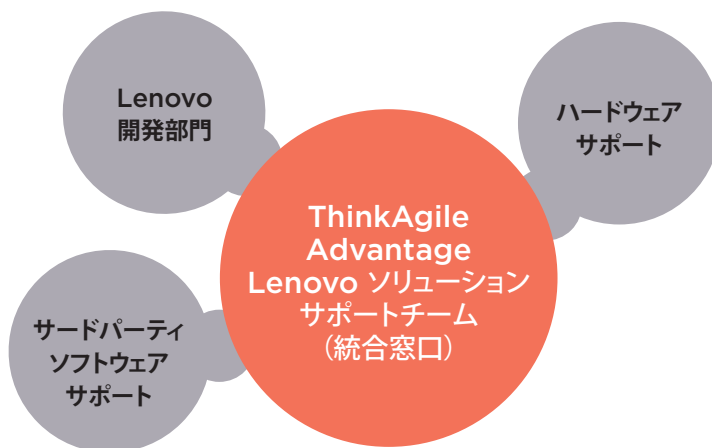 Lenovo
開発部門
ハードウェア
サポート
ThinkAgile
Advantage
Lenovo ソリューション
サポートチーム
(統合窓口)
サードパーティ
ソフトウェア
サポート